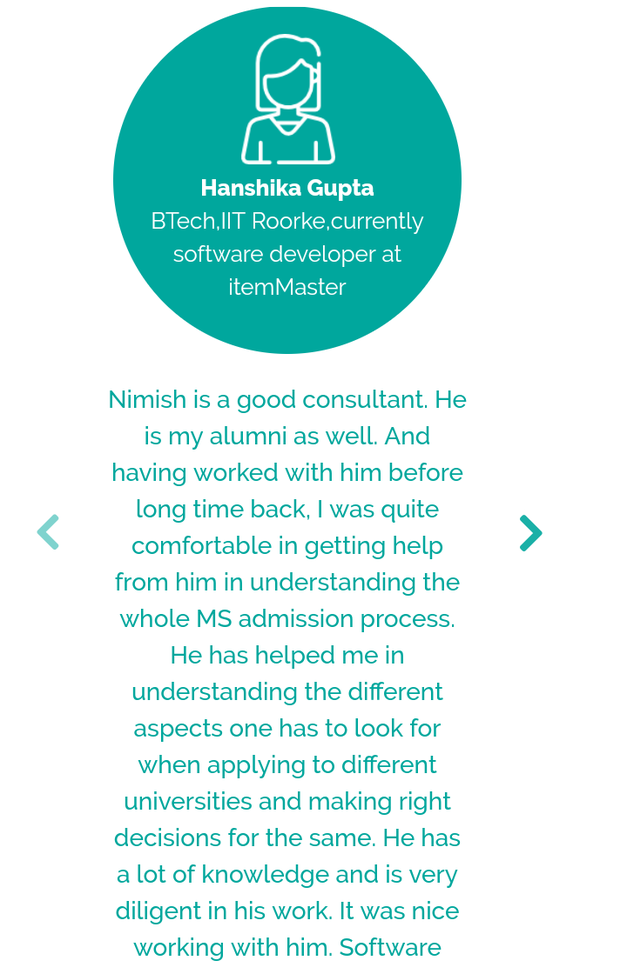 Hanshika Gupta
BTech,IIT Roorke,currently
software developer at
itemMaster
Nimish is a good consultant. He
is my alumni as well. And
having worked with him before
long time back, I was quite
comfortable in getting help
from him in understanding the
whole MS admission process.
He has helped me in
understanding the different
aspects one has to look for
when applying to different
universities and making right
decisions for the same. He has
a lot of knowledge and is very
diligent in his work. It was nice
working with him. Software